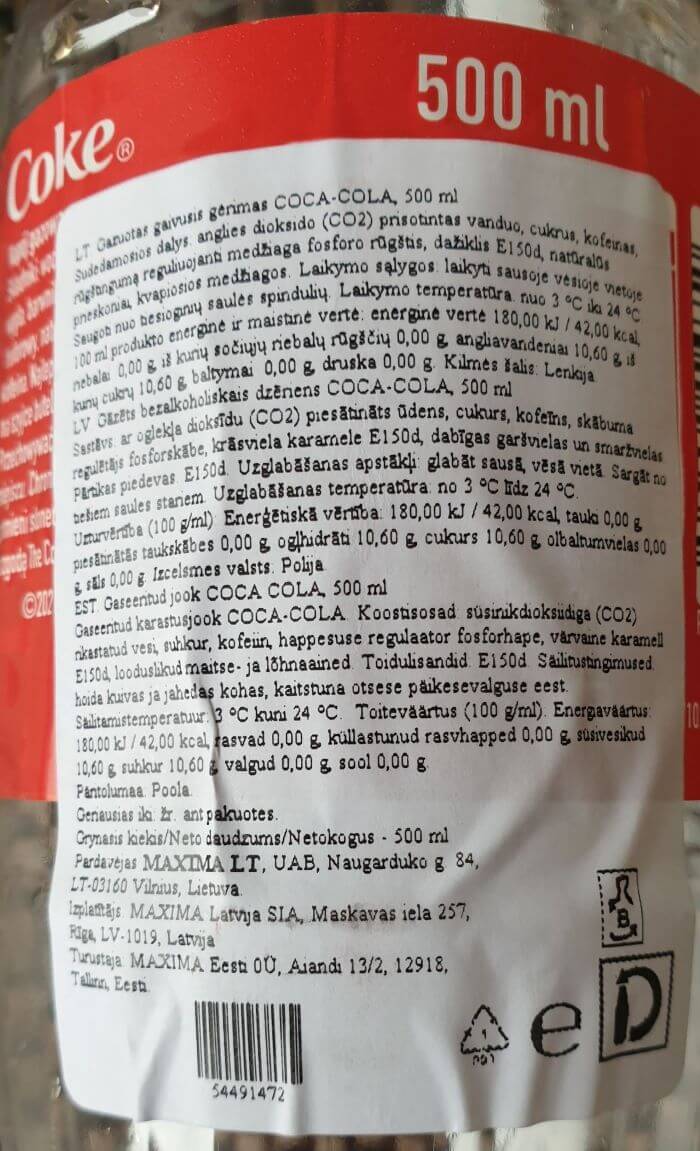 500 ml
Coke®
LT Gazuotas gaivusis gėrimas COCA-COLA, 500 ml
Sudedamosios dalys: anglies dioksido (CO2) prisotintas vanduo, cukrus, kofeinas,
rūgštingumą reguliuojanti medžiaga fosforo rūgštis, dažiklis E150d, natūralūs
prieskoniai, kvapiosios medžiagos. Laikymo sąlygos: laikyti sausoje vėsioje vietoje
Saugoti nuo tiesioginių saulės spindulių. Laikymo temperatūra: nuo 3 °C iki 24 °C
100 ml produkto energinė ir maistinė vertė: energinė vertė 180,00 kJ / 42,00 kcal,
riebalai 0,00 g, iš kurių sočiųjų riebalų rūgščių 0,00 g, angliavandeniai 10,60 g, iš
kurių cukrų 10,60 g, baltymai 0,00 g, druska 0,00 g. Kilmės šalis: Lenkija
LV Gāzēts bezalkoholiskais dzēriens COCA-COLA, 500 ml
Sastāvs: ar oglekļa dioksīdu (CO2) piesātināts ūdens, cukurs, kofeīns, skābuma
regulētājs fosforskābe, krāsviela karamele E150d, dabīgas garšvielas un smaržvielas
Pārtikas piedevas: E150d. Uzglabāšanas apstākļi: glabāt sausā, vēsā vietā. Sargāt no
tiešiem saules stariem. Uzglabāšanas temperatūra: no 3 °C līdz 24 °C.
Uzturvērtība (100 g/ml): Enerģētiskā vērtība: 180,00 kJ / 42,00 kcal, tauki 0,00 g,
piesātinātās taukskābes 0,00 g, ogļhidrāti 10,60 g, cukurs 10,60 g, olbaltumvielas 0,00
g, sāls 0,00 g. Izcelsmes valsts: Polija
EST. Gaseeritud jook COCA COLA, 500 ml
Gaseeritud karastusjook COCA-COLA. Koostisosad: süsinikdioksiidiga (CO2)
rikastatud vesi, suhkur, kofeiin, happesuse regulaator fosforhape, värvaine karamell
E150d, looduslikud maitse- ja lõhnaained. Toidulisandid: E150d. Säilitustingimused:
hoida kuivas ja jahedas kohas, kaitstuna otsese päikesevalguse eest.
Säilitamistemperatuur: 3 °C kuni 24 °C. Toiteväärtus (100 g/ml): Energiaväärtus:
180,00 kJ / 42,00 kcal, rasvad 0,00 g, küllastunud rasvhapped 0,00 g, süsivesikud
10,60 g, suhkur 10,60 g, valgud 0,00 g, sool 0,00 g
Päritolumaa: Poola.
Geriausias iki: žr. ant pakuotės.
Grynasis kiekis/Neto daudzums/Netokogus - 500 ml
Pardavėjas MAXIMA LT, UAB, Naugarduko g. 84,
LT-03160 Vilnius, Lietuva.
Izplatītājs: MAXIMA Latvija SIA, Maskavas iela 257,
Rīga, LV-1019, Latvija
Turustaja: MAXIMA Eesti OÜ, Aiandi 13/2, 12918,
Tallinn, Eesti
B
1
e
D
54491472